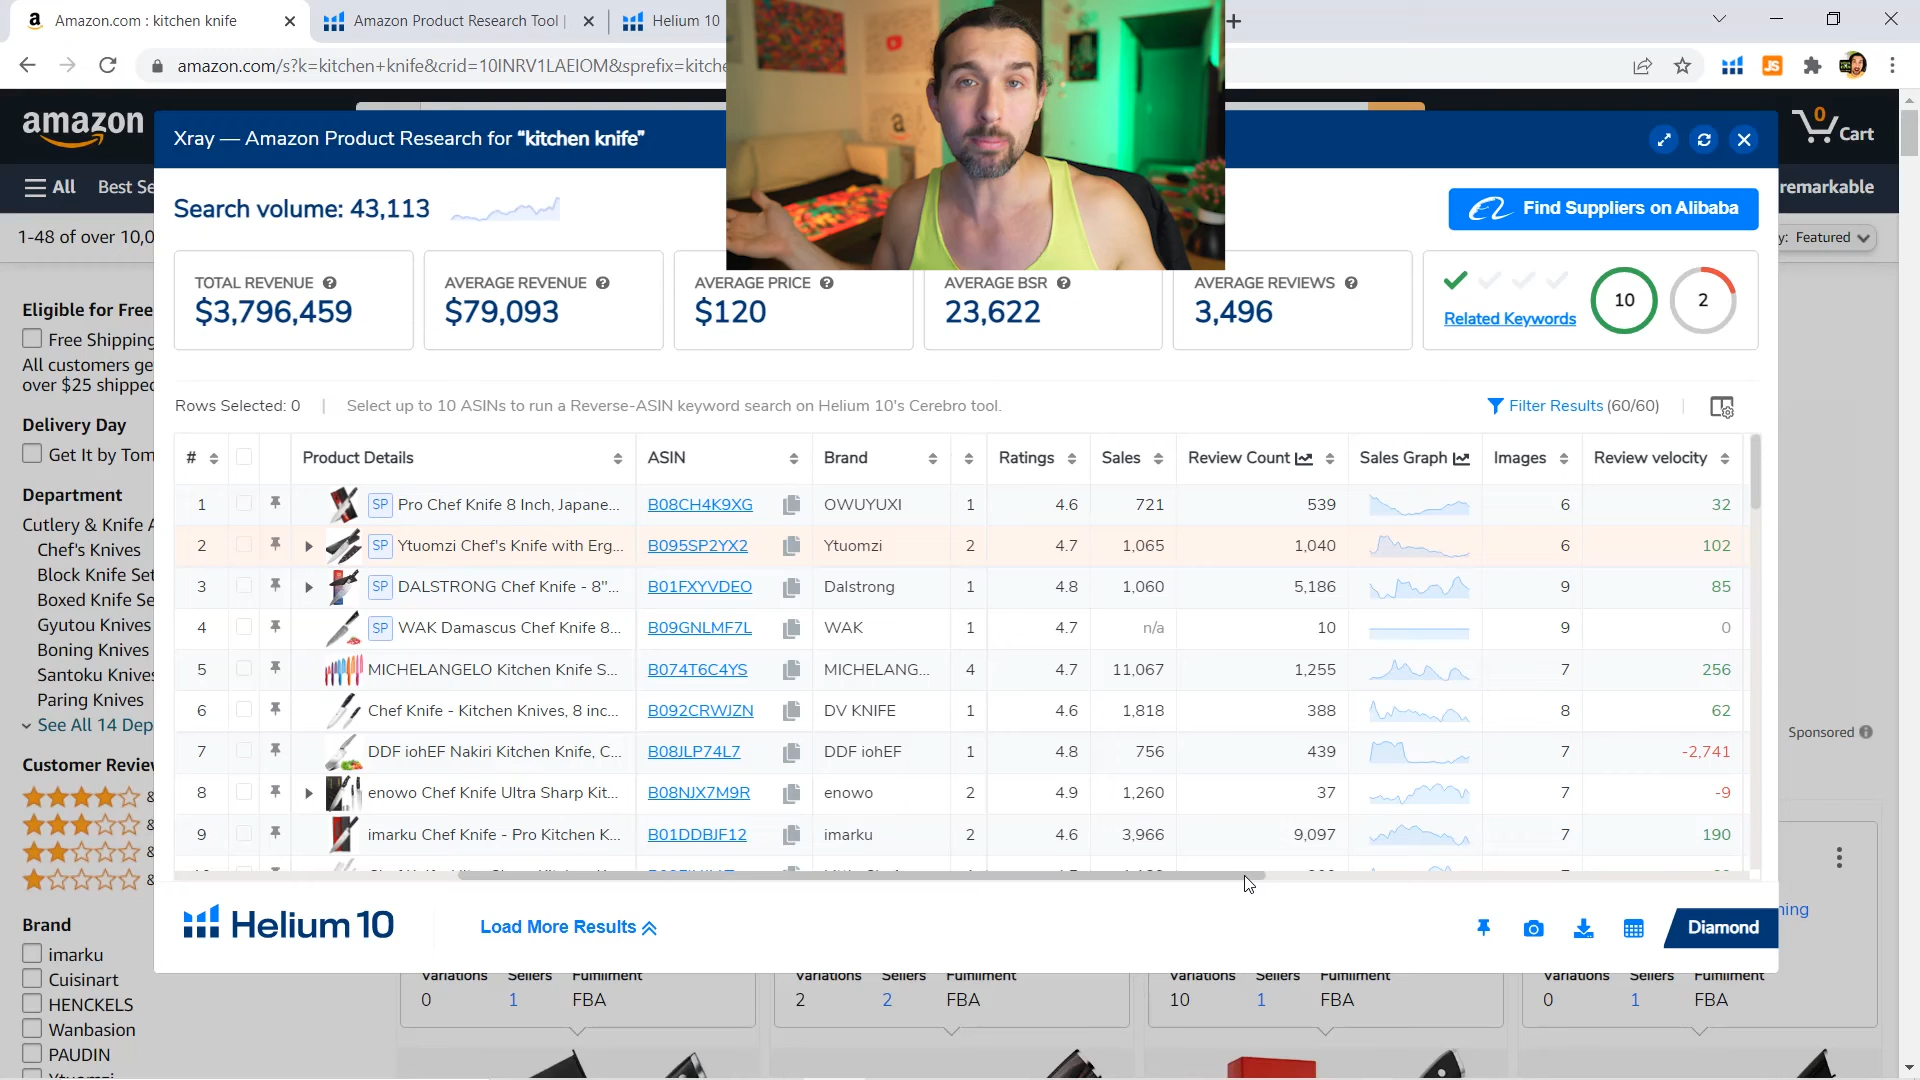 Amazon.com : kitchen knife
Amazon Product Research Tool |
Helium 10
amazon.com/s?k=kitchen+knife&crid=10INRV1LAEIOM&sprefix=kitche
JS
amazon
0
Cart
All
Best Se
remarkable
1-48 of over 10,0
y: Featured
Xray — Amazon Product Research for “kitchen knife”
Search volume: 43,113
Find Suppliers on Alibaba
TOTAL REVENUE ?
$3,796,459
AVERAGE REVENUE ?
$79,093
AVERAGE PRICE ?
$120
AVERAGE BSR ?
23,622
AVERAGE REVIEWS ?
3,496
Related Keywords
10
2
Rows Selected: 0 | Select up to 10 ASINs to run a Reverse-ASIN keyword search on Helium 10's Cerebro tool.
Filter Results (60/60)
# Product Details ASIN Brand Ratings Sales Review Count Sales Graph Images Review velocity
1 SP Pro Chef Knife 8 Inch, Japane... B08CH4K9XG OWUYUXI 1 4.6 721 539 6 32
2 SP Ytuomzi Chef's Knife with Erg... B095SP2YX2 Ytuomzi 2 4.7 1,065 1,040 6 102
3 SP DALSTRONG Chef Knife - 8"... B01FXYVDEO Dalstrong 1 4.8 1,060 5,186 9 85
4 SP WAK Damascus Chef Knife 8... B09GNLMF7L WAK 1 4.7 n/a 10 9 0
5 MICHELANGELO Kitchen Knife S... B074T6C4YS MICHELANG... 4 4.7 11,067 1,255 7 256
6 Chef Knife - Kitchen Knives, 8 inc... B092CRWJZN DV KNIFE 1 4.6 1,818 388 8 62
7 DDF iohEF Nakiri Kitchen Knife, C... B08JLP74L7 DDF iohEF 1 4.8 756 439 7 -2,741
8 enowo Chef Knife Ultra Sharp Kit... B08NJX7M9R enowo 2 4.9 1,260 37 7 -9
9 imarku Chef Knife - Pro Kitchen K... B01DDBJF12 imarku 2 4.6 3,966 9,097 7 190
Helium 10
Load More Results
Diamond
Eligible for Free
Free Shipping
All customers ge
over $25 shipped
Delivery Day
Get It by Tom
Department
Cutlery & Knife A
Chef's Knives
Block Knife Set
Boxed Knife Se
Gyutou Knives
Boning Knives
Santoku Knives
Paring Knives
See All 14 Dep
Customer Review
&
&
&
&
Brand
imarku
Cuisinart
HENCKELS
Wanbasion
PAUDIN
Sponsored
ning
Variations Sellers Fulfillment
0 1 FBA
Variations Sellers Fulfillment
2 2 FBA
Variations Sellers Fulfillment
10 1 FBA
Variations Sellers Fulfillment
0 1 FBA